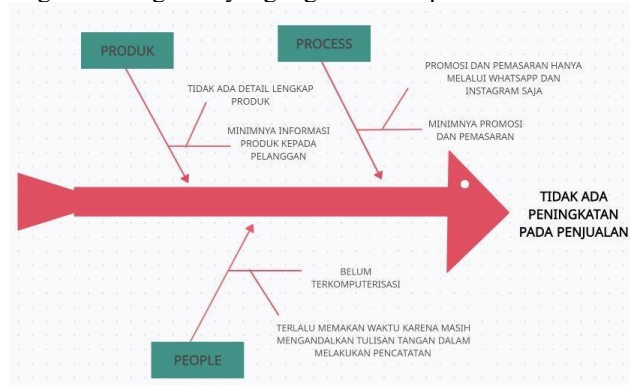 PRODUK
PROCESS
TIDAK ADA DETAIL LENGKAP
PRODUK
MINIMNYA INFORMASI
PRODUK KEPADA
PELANGGAN
PROMOSI DAN PEMASARAN HANYA
MELALUI WHATSAPP DAN
INSTAGRAM SAJA
MINIMNYA PROMOSI
DAN PEMASARAN
TIDAK ADA
PENINGKATAN
PADA PENJUALAN
BELUM
TERKOMPUTERISASI
TERLALU MEMAKAN WAKTU KARENA MASIH
MENGANDALKAN TULISAN TANGAN DALAM
MELAKUKAN PENCATATAN
PEOPLE